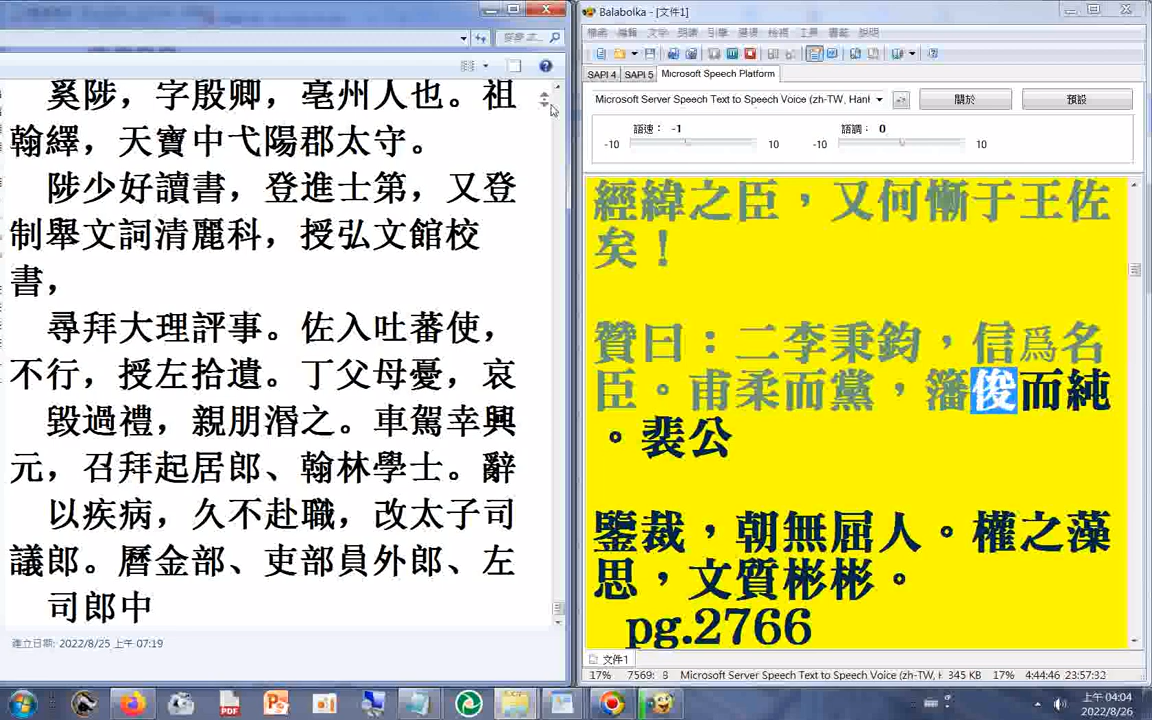 奚陟，字殷卿，亳州人也。祖
翰繹，天寶中弋陽郡太守。
陟少好讀書，登進士第，又登
制舉文詞清麗科，授弘文館校
書，
尋拜大理評事。佐入吐蕃使，
不行，授左拾遺。丁父母憂，哀
毀過禮，親朋湣之。車駕幸興
元，召拜起居郎、翰林學士。辭
以疾病，久不赴職，改太子司
議郎。曆金部、吏部員外郎、左
司郎中
建立日期: 2022/8/25 上午 07:19
Balabolka - [文件1]
SAPI 4 SAPI 5 Microsoft Speech Platform
Microsoft Server Speech Text to Speech Voice (zh-TW, Hanl
關於
預設
語速： -1
語調： 0
-10 10 -10 10
經緯之臣，又何慚于王佐
矣！
贊曰：二李秉鈞，信爲名
臣。甫柔而黨，藩俊而純
。裴公
鑒裁，朝無屈人。權之藻
思，文質彬彬。
pg.2766
文件1
17% 7569: 8 Microsoft Server Speech Text to Speech Voice (zh-TW, H 345 KB 17% 4:44:46 23:57:32
上午 04:04
2022/8/26